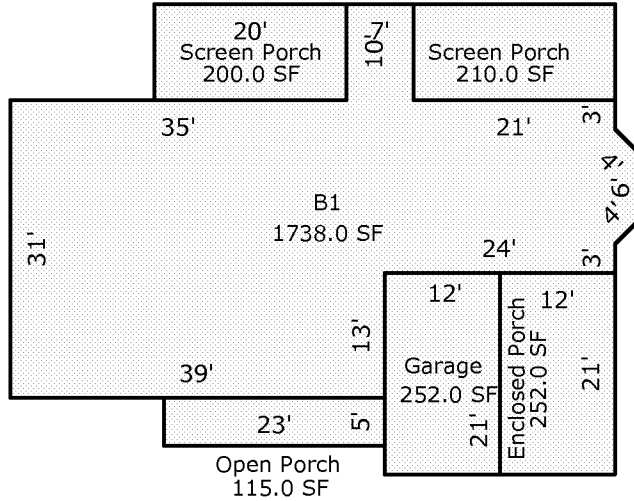 20'
Screen Porch
200.0 SF
7'
10'
Screen Porch
210.0 SF
35'
21'
3'
4'
6'
4'
3'
B1
1738.0 SF
31'
24'
12'
12'
13'
Garage
252.0 SF
21'
Enclosed Porch
252.0 SF
21'
39'
23'
5'
Open Porch
115.0 SF